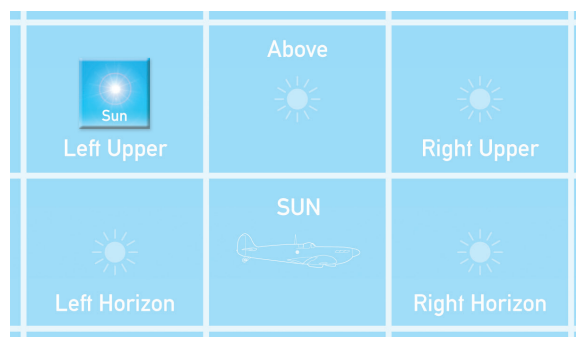 Above
Sun
Left Upper
Right Upper
SUN
Left Horizon
Right Horizon